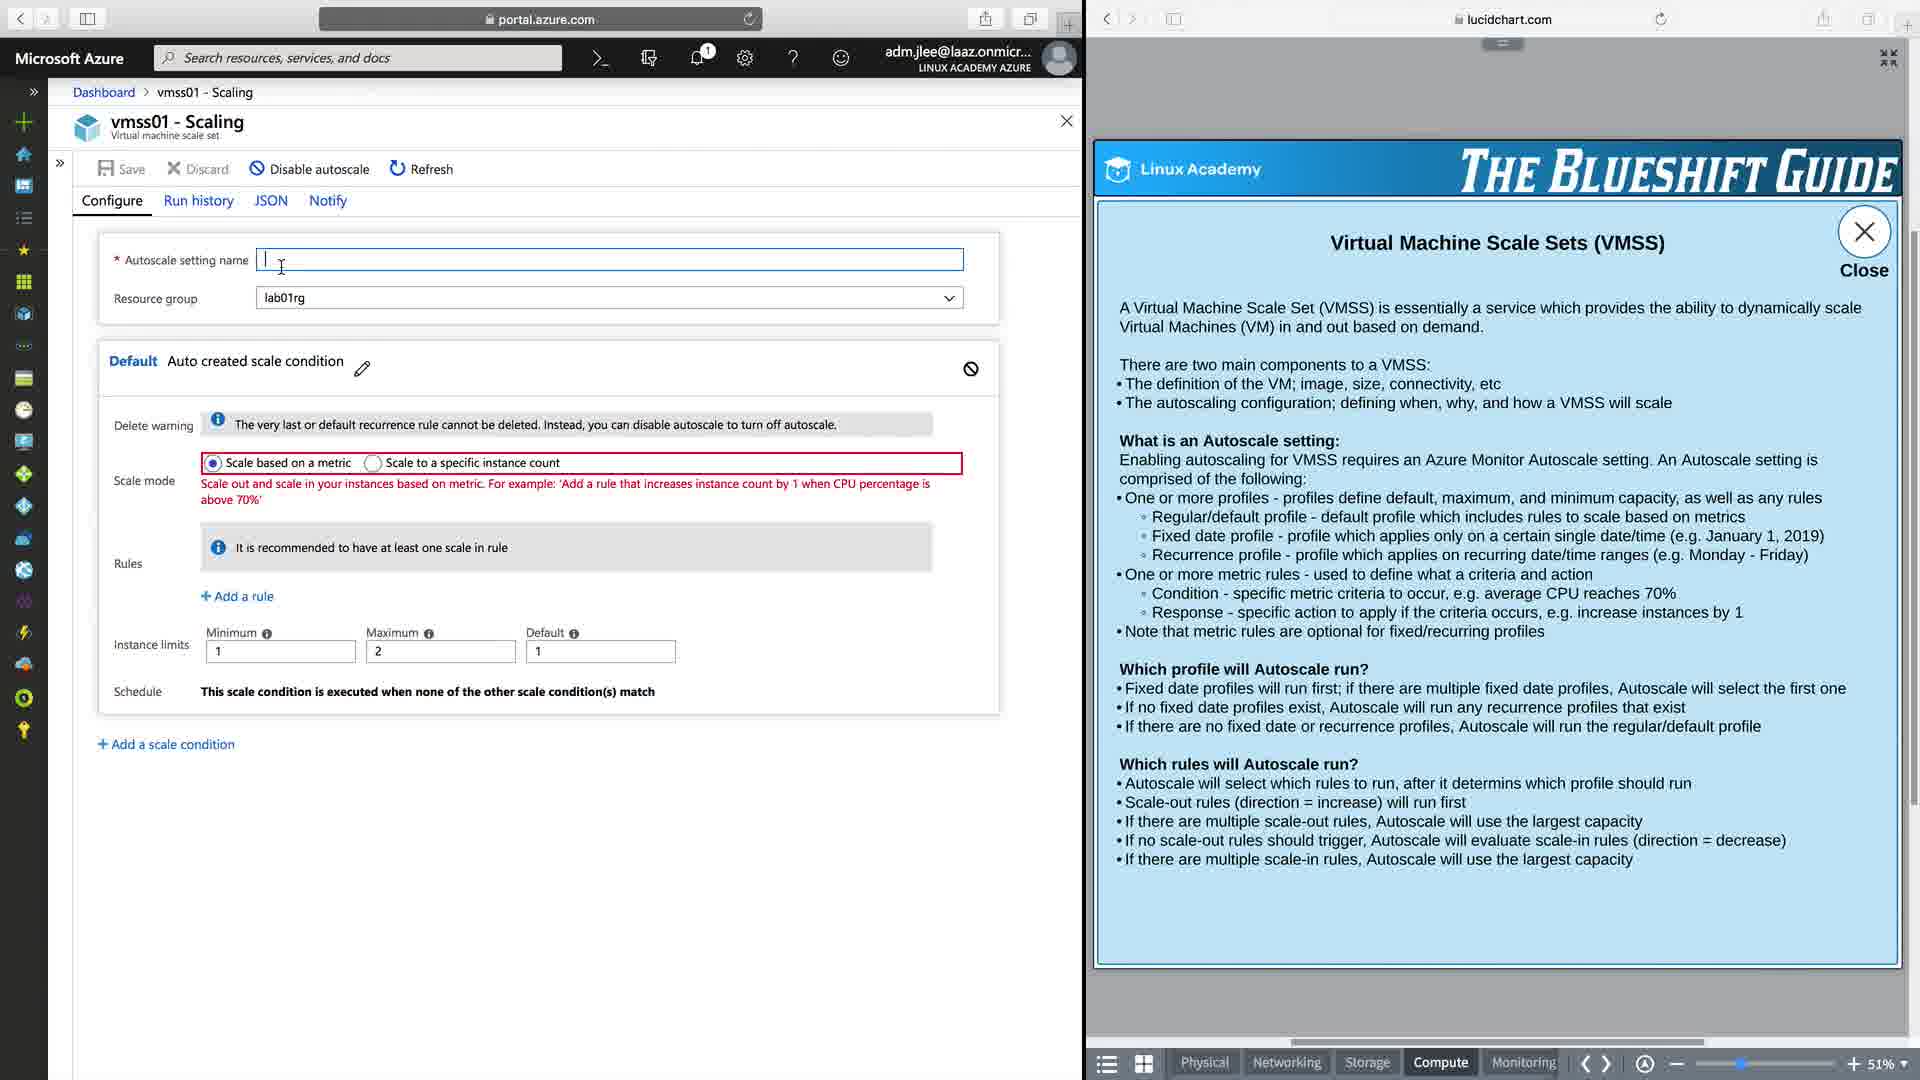 portal.azure.com
Microsoft Azure
Search resources, services, and docs
1
adm.jlee@laaz.onmicr...
LINUX ACADEMY AZURE
Dashboard > vmss01 - Scaling
vmss01 - Scaling
Virtual machine scale set
Save Discard Disable autoscale Refresh
Configure Run history JSON Notify
* Autoscale setting name
Resource group lab01rg
Default Auto created scale condition
Delete warning The very last or default recurrence rule cannot be deleted. Instead, you can disable autoscale to turn off autoscale.
Scale mode Scale based on a metric Scale to a specific instance count
Scale out and scale in your instances based on metric. For example: 'Add a rule that increases instance count by 1 when CPU percentage is
above 70%'
Rules It is recommended to have at least one scale in rule
+ Add a rule
Instance limits Minimum Maximum Default
1 2 1
Schedule This scale condition is executed when none of the other scale condition(s) match
+ Add a scale condition
lucidchart.com
Linux Academy THE BLUESHIFT GUIDE
Virtual Machine Scale Sets (VMSS)
Close
A Virtual Machine Scale Set (VMSS) is essentially a service which provides the ability to dynamically scale
Virtual Machines (VM) in and out based on demand.
There are two main components to a VMSS:
• The definition of the VM; image, size, connectivity, etc
• The autoscaling configuration; defining when, why, and how a VMSS will scale
What is an Autoscale setting:
Enabling autoscaling for VMSS requires an Azure Monitor Autoscale setting. An Autoscale setting is
comprised of the following:
• One or more profiles - profiles define default, maximum, and minimum capacity, as well as any rules
◦ Regular/default profile - default profile which includes rules to scale based on metrics
◦ Fixed date profile - profile which applies only on a certain single date/time (e.g. January 1, 2019)
◦ Recurrence profile - profile which applies on recurring date/time ranges (e.g. Monday - Friday)
• One or more metric rules - used to define what a criteria and action
◦ Condition - specific metric criteria to occur, e.g. average CPU reaches 70%
◦ Response - specific action to apply if the criteria occurs, e.g. increase instances by 1
• Note that metric rules are optional for fixed/recurring profiles
Which profile will Autoscale run?
• Fixed date profiles will run first; if there are multiple fixed date profiles, Autoscale will select the first one
• If no fixed date profiles exist, Autoscale will run any recurrence profiles that exist
• If there are no fixed date or recurrence profiles, Autoscale will run the regular/default profile
Which rules will Autoscale run?
• Autoscale will select which rules to run, after it determins which profile should run
• Scale-out rules (direction = increase) will run first
• If there are multiple scale-out rules, Autoscale will use the largest capacity
• If no scale-out rules should trigger, Autoscale will evaluate scale-in rules (direction = decrease)
• If there are multiple scale-in rules, Autoscale will use the largest capacity
Physical Networking Storage Compute Monitoring 51%